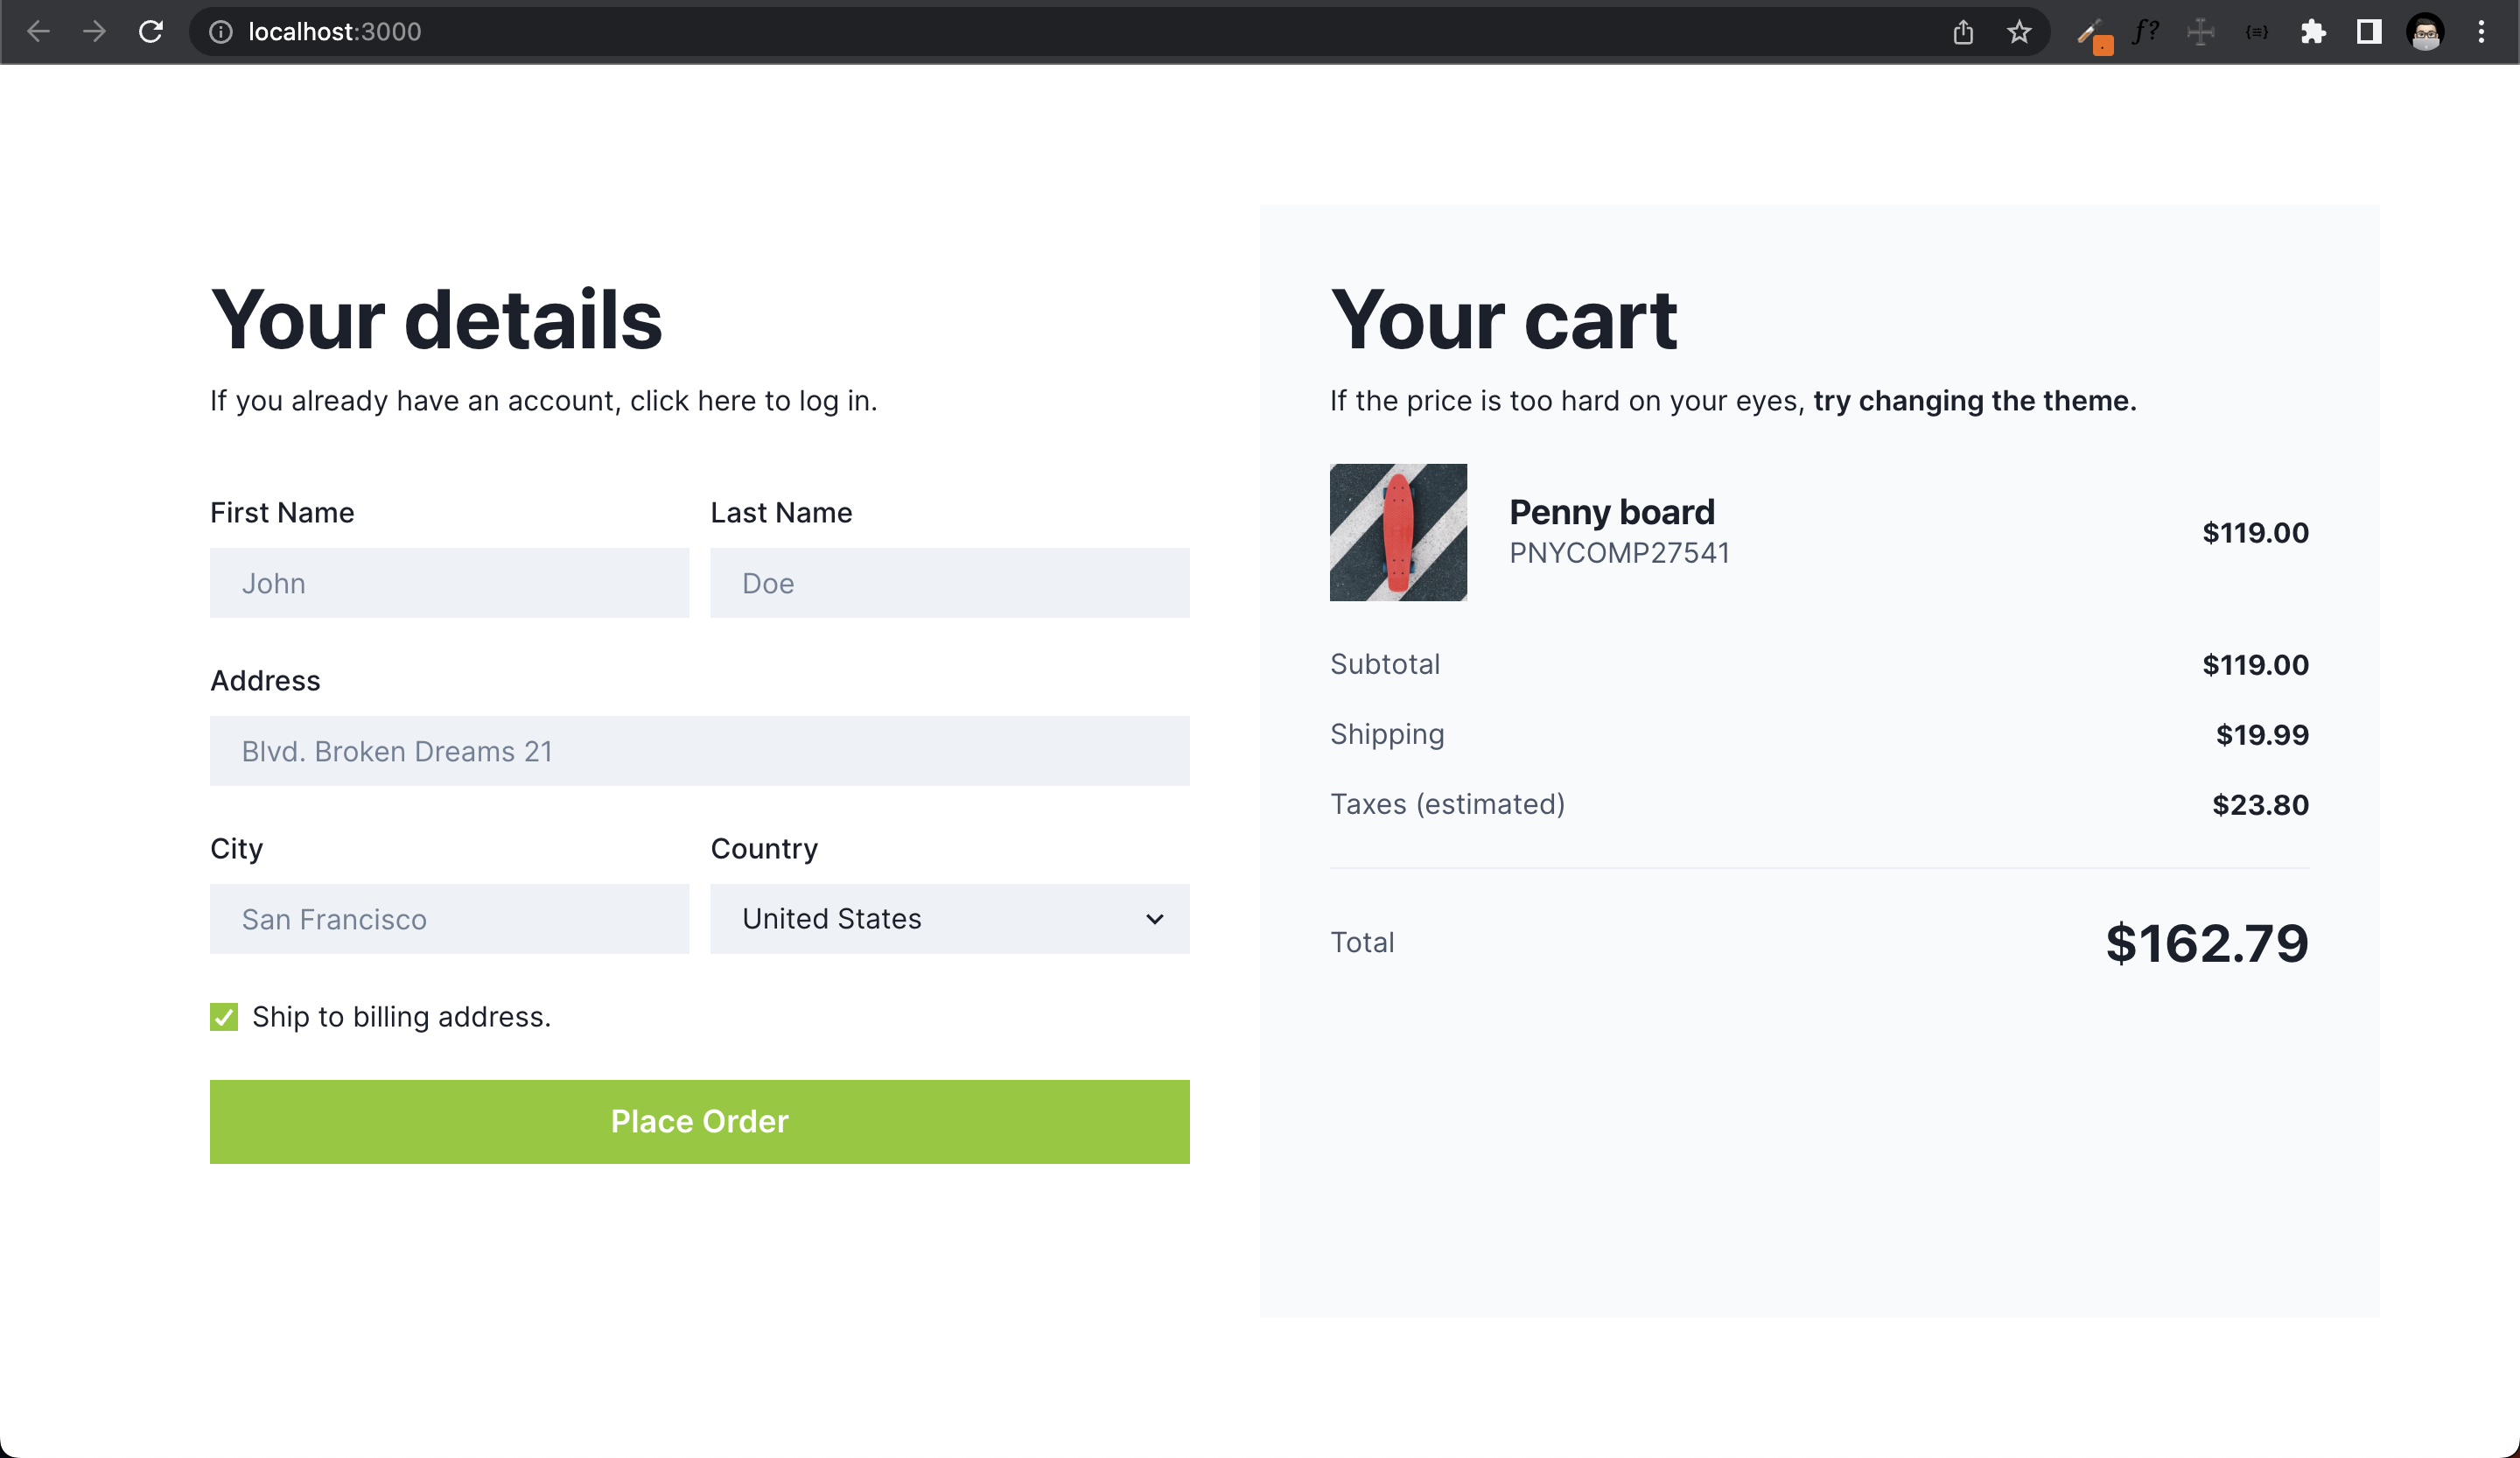 localhost:3000
Your details
If you already have an account, click here to log in.
First Name
Last Name
John
Doe
Address
Blvd. Broken Dreams 21
City
Country
San Francisco
United States
Ship to billing address.
Place Order
Your cart
If the price is too hard on your eyes, try changing the theme.
Penny board
PNYCOMP27541
$119.00
Subtotal
$119.00
Shipping
$19.99
Taxes (estimated)
$23.80
Total
$162.79